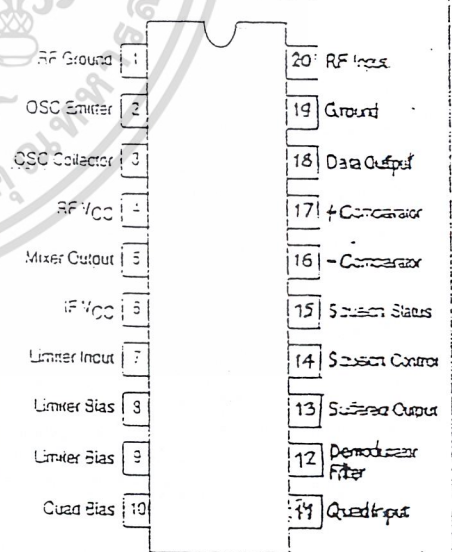 RF Ground 1
OSC Emitter 2
OSC Collector 3
RF VCC 4
Mixer Output 5
IF VCC 6
Limiter Input 7
Limiter Bias 8
Limiter Bias 9
Quad Bias 10
20 RF Input
19 Ground
18 Data Output
17 + Comparator
16 - Comparator
15 Squelch Status
14 Squelch Control
13 Output
12 Demodulator
Filter
11 Quad Input